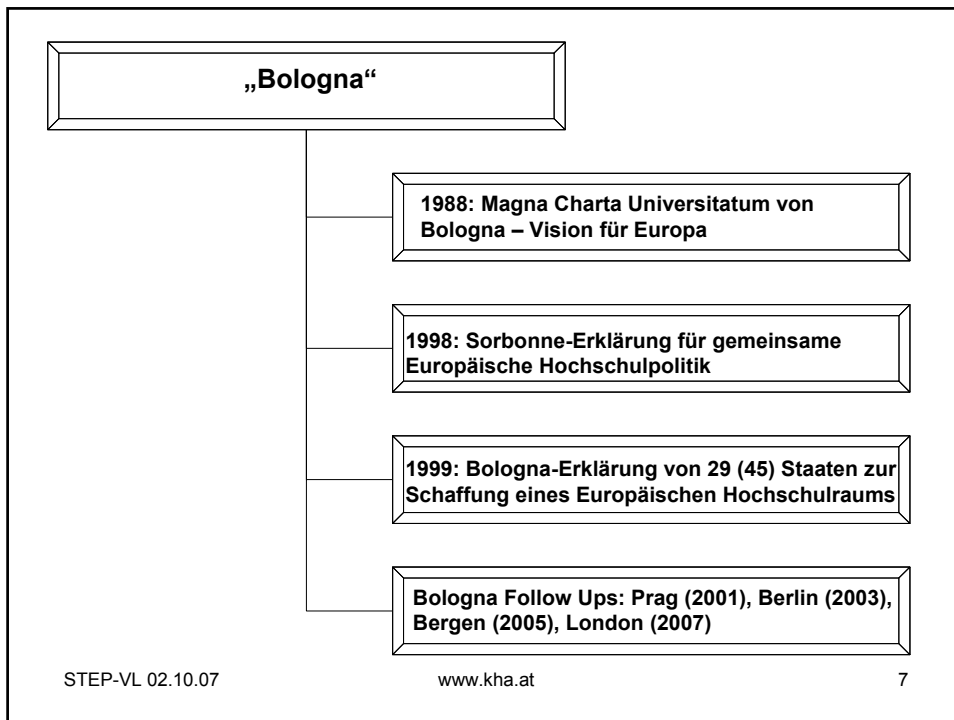 „Bologna“
1988: Magna Charta Universitatum von
Bologna – Vision für Europa
1998: Sorbonne-Erklärung für gemeinsame
Europäische Hochschulpolitik
1999: Bologna-Erklärung von 29 (45) Staaten zur
Schaffung eines Europäischen Hochschulraums
Bologna Follow Ups: Prag (2001), Berlin (2003),
Bergen (2005), London (2007)
STEP-VL 02.10.07 www.kha.at 7